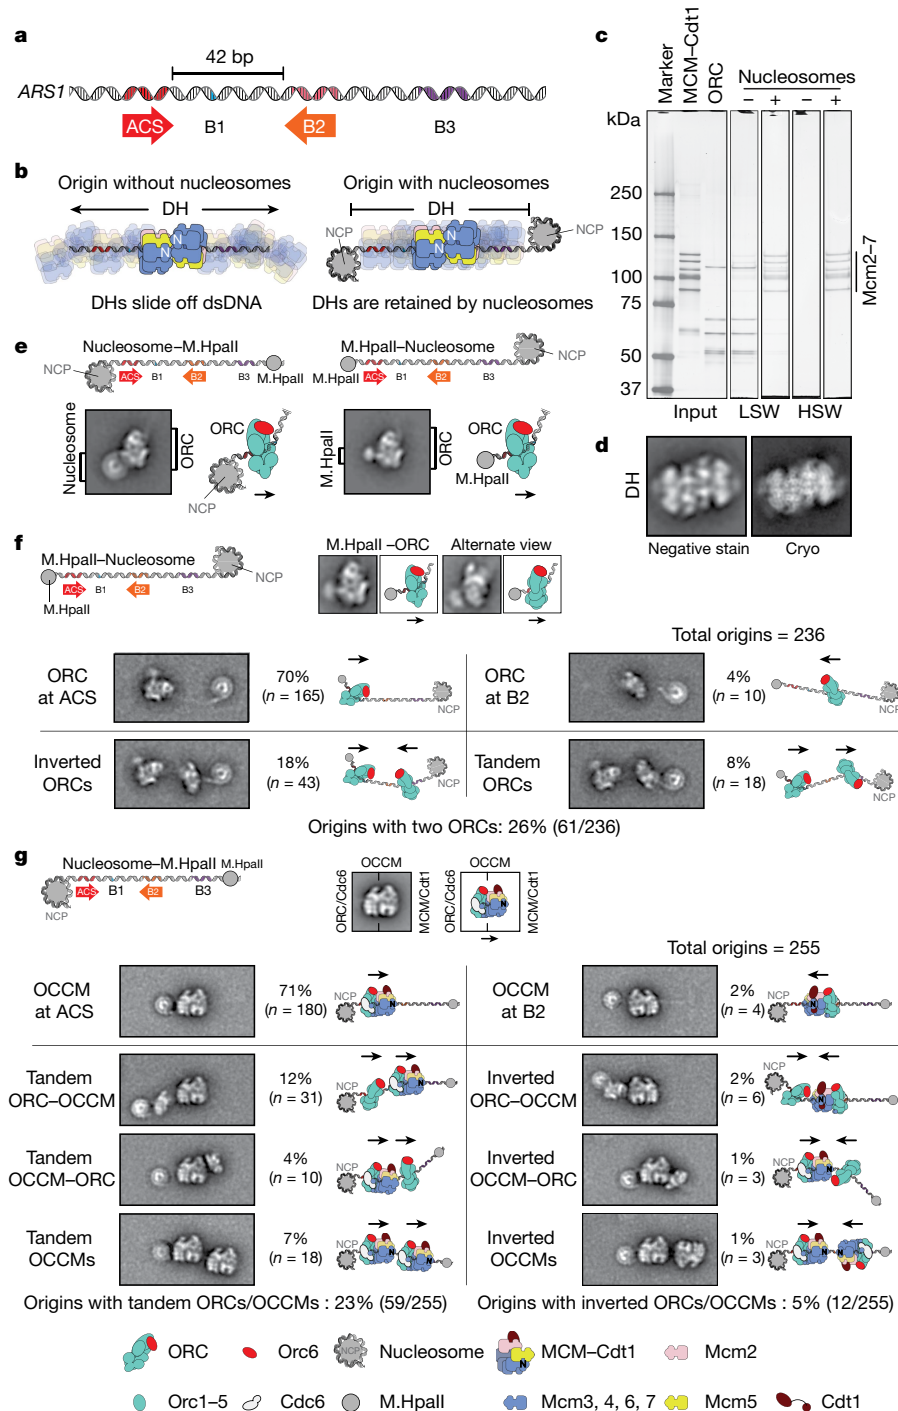 a
42 bp
ARS1
ACS
B1
B2
B3
b
Origin without nucleosomes
DH
N
N
DHs slide off dsDNA
Origin with nucleosomes
DH
NCP
NCP
N
N
DHs are retained by nucleosomes
c
Marker
MCM–Cdt1
ORC
Nucleosomes
– + – +
kDa
250
150
100
75
50
37
Mcm2–7
Input LSW HSW
d
DH
Negative stain
Cryo
e
Nucleosome–M.HpaII
NCP
ACS
B1
B2
B3
M.HpaII
Nucleosome
ORC
ORC
NCP
M.HpaII–Nucleosome
M.HpaII
ACS
B1
B2
B3
NCP
M.HpaII
ORC
ORC
M.HpaII
f
M.HpaII–Nucleosome
NCP
ACS
B1
B2
B3
M.HpaII
M.HpaII –ORC
Alternate view
Total origins = 236
ORC
at ACS
70%
(n = 165)
NCP
ORC
at B2
4%
(n = 10)
NCP
Inverted
ORCs
18%
(n = 43)
NCP
Tandem
ORCs
8%
(n = 18)
NCP
Origins with two ORCs: 26% (61/236)
g
Nucleosome–M.HpaII
M.HpaII
NCP
ACS
B1
B2
B3
OCCM
ORC/Cdc6
MCM/Cdt1
OCCM
ORC/Cdc6
MCM/Cdt1
N
Total origins = 255
OCCM
at ACS
71%
(n = 180)
NCP
N
OCCM
at B2
2%
(n = 4)
NCP
N
Tandem
ORC–OCCM
12%
(n = 31)
NCP
N
Inverted
ORC–OCCM
2%
(n = 6)
NCP
N
Tandem
OCCM–ORC
4%
(n = 10)
NCP
N
Inverted
OCCM–ORC
1%
(n = 3)
NCP
N
Tandem
OCCMs
7%
(n = 18)
NCP
N
N
Inverted
OCCMs
1%
(n = 3)
NCP
N
N
Origins with tandem ORCs/OCCMs : 23% (59/255)
Origins with inverted ORCs/OCCMs : 5% (12/255)
ORC
Orc6
NCP
Nucleosome
N
MCM–Cdt1
Mcm2
Orc1–5
Cdc6
M.HpaII
Mcm3, 4, 6, 7
Mcm5
Cdt1